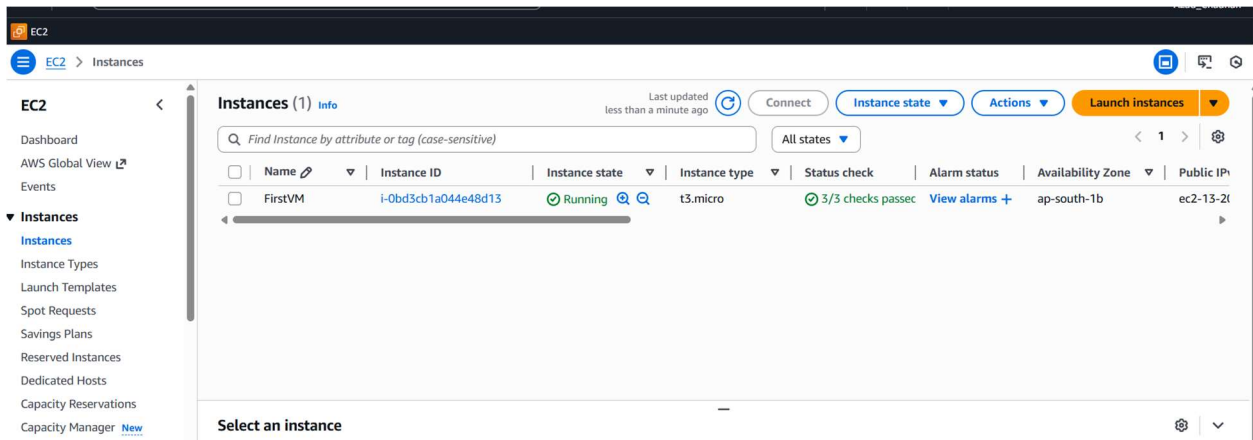 EC2
EC2 > Instances
EC2
Dashboard
AWS Global View
Events
Instances
Instances
Instance Types
Launch Templates
Spot Requests
Savings Plans
Reserved Instances
Dedicated Hosts
Capacity Reservations
Capacity Manager New
Instances (1) Info
Last updated
less than a minute ago
Connect
Instance state
Actions
Launch instances
Find Instance by attribute or tag (case-sensitive)
All states
< 1 >
Name | Instance ID | Instance state | Instance type | Status check | Alarm status | Availability Zone | Public IPv
FirstVM i-0bd3cb1a044e48d13 Running t3.micro 3/3 checks passec View alarms + ap-south-1b ec2-13-20
Select an instance